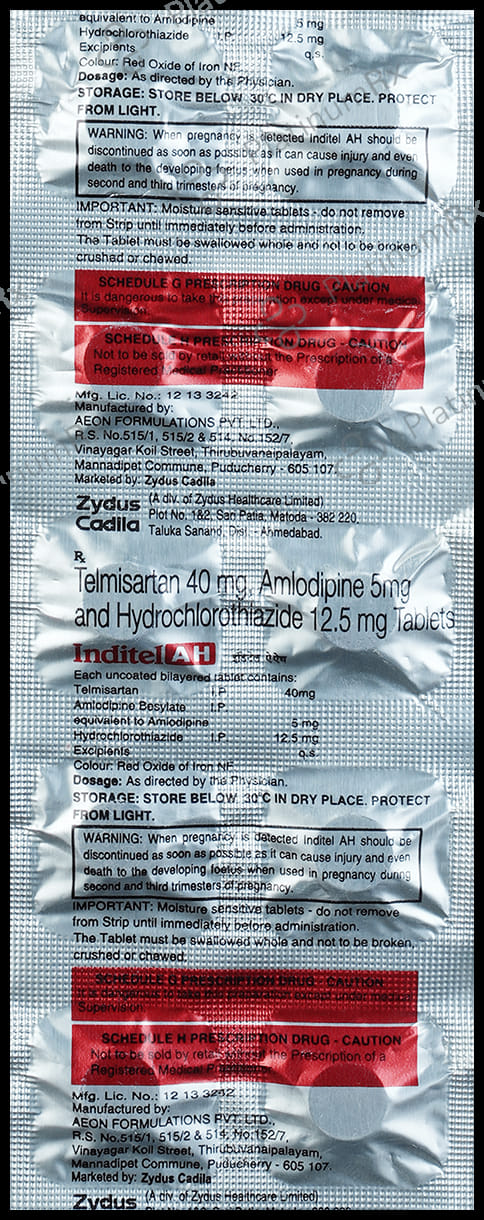 equivalent to Amlodipine 5 mg
Hydrochlorothiazide I.P. 12.5 mg
Excipients q.s.
Colour: Red Oxide of Iron NF
Dosage: As directed by the Physician.
STORAGE: STORE BELOW 30°C IN DRY PLACE. PROTECT
FROM LIGHT.
WARNING: When pregnancy is detected Inditel AH should be
discontinued as soon as possible as it can cause injury and even
death to the developing foetus when used in pregnancy during
second and third trimesters of pregnancy.
IMPORTANT: Moisture sensitive tablets - do not remove
from Strip until immediately before administration.
The Tablet must be swallowed whole and not to be broken,
crushed or chewed.
SCHEDULE G PRESCRIPTION DRUG - CAUTION
It is dangerous to take this preparation except under medical
Supervision.
SCHEDULE H PRESCRIPTION DRUG - CAUTION
Not to be sold by retail without the Prescription of a
Registered Medical Practitioner.
Mfg. Lic. No.: 12 13 3242
Manufactured by:
AEON FORMULATIONS PVT. LTD.,
R.S. No.515/1, 515/2 & 514, No.152/7,
Vinayagar Koil Street, Thirubuvanaipalayam,
Mannadipet Commune, Puducherry - 605 107.
Marketed by: Zydus Cadila
Zydus Cadila
(A div. of Zydus Healthcare Limited)
Plot No. 1&2, San Patia, Matoda - 382 220,
Taluka Sanand, Dist. - Ahmedabad.
Rx
Telmisartan 40 mg, Amlodipine 5mg
and Hydrochlorothiazide 12.5 mg Tablets
Inditel AH इंडिटेल ऐऐच
Each uncoated bilayered tablet contains:
Telmisartan I.P. 40mg
Amlodipine Besylate I.P.
equivalent to Amlodipine 5 mg
Hydrochlorothiazide I.P. 12.5 mg
Excipients q.s.
Colour: Red Oxide of Iron NF
Dosage: As directed by the Physician.
STORAGE: STORE BELOW 30°C IN DRY PLACE. PROTECT
FROM LIGHT.
WARNING: When pregnancy is detected Inditel AH should be
discontinued as soon as possible as it can cause injury and even
death to the developing foetus when used in pregnancy during
second and third trimesters of pregnancy.
IMPORTANT: Moisture sensitive tablets - do not remove
from Strip until immediately before administration.
The Tablet must be swallowed whole and not to be broken,
crushed or chewed.
SCHEDULE G PRESCRIPTION DRUG - CAUTION
It is dangerous to take this preparation except under medical
Supervision.
SCHEDULE H PRESCRIPTION DRUG - CAUTION
Not to be sold by retail without the Prescription of a
Registered Medical Practitioner.
Mfg. Lic. No.: 12 13 3242
Manufactured by:
AEON FORMULATIONS PVT. LTD.,
R.S. No.515/1, 515/2 & 514, No.152/7,
Vinayagar Koil Street, Thirubuvanaipalayam,
Mannadipet Commune, Puducherry - 605 107.
Marketed by: Zydus Cadila
Zydus (A div. of Zydus Healthcare Limited)
PlatinumRx